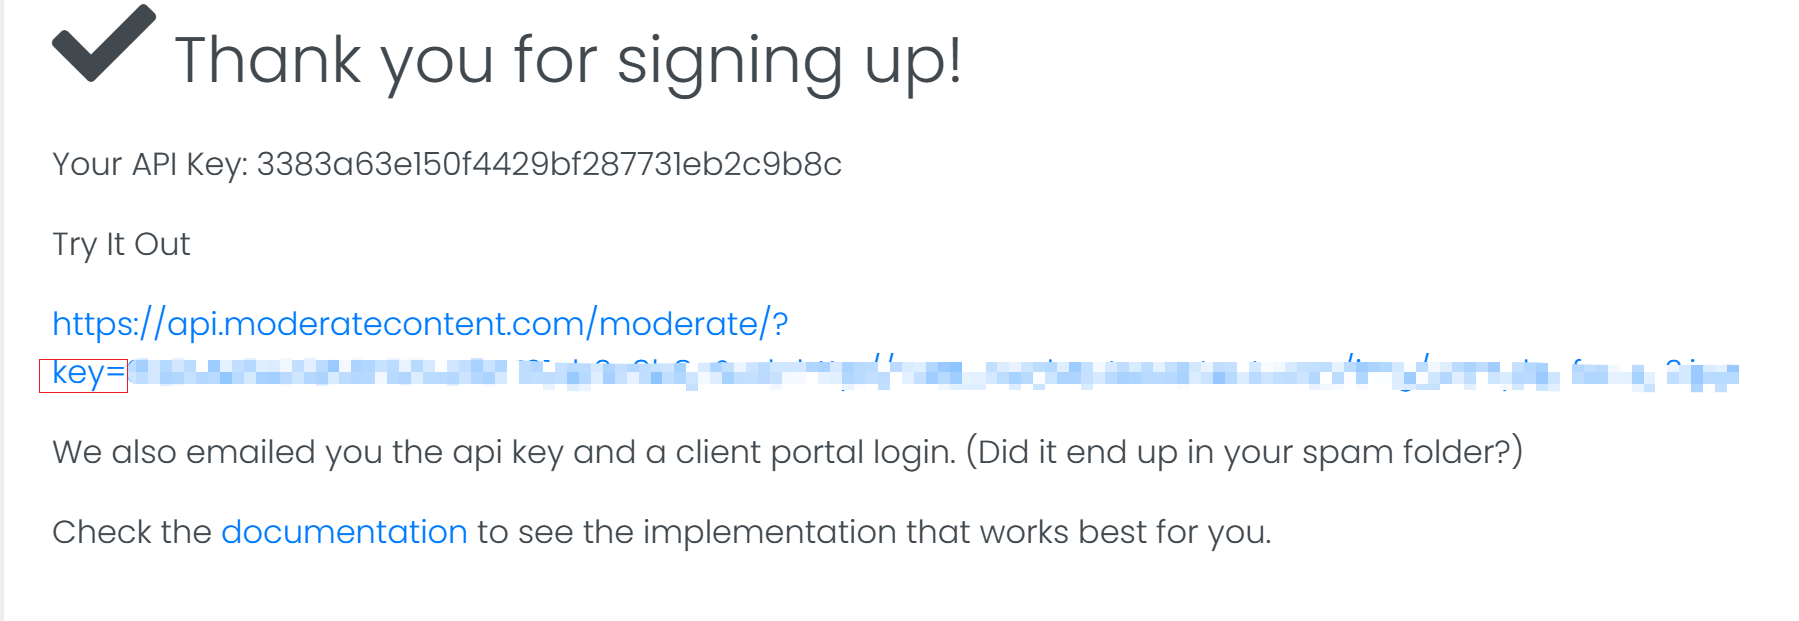 Thank you for signing up!
Your API Key: 3383a63e150f4429bf287731eb2c9b8c
Try It Out
https://api.moderatecontent.com/moderate/?
key=
We also emailed you the api key and a client portal login. (Did it end up in your spam folder?)
Check the documentation to see the implementation that works best for you.